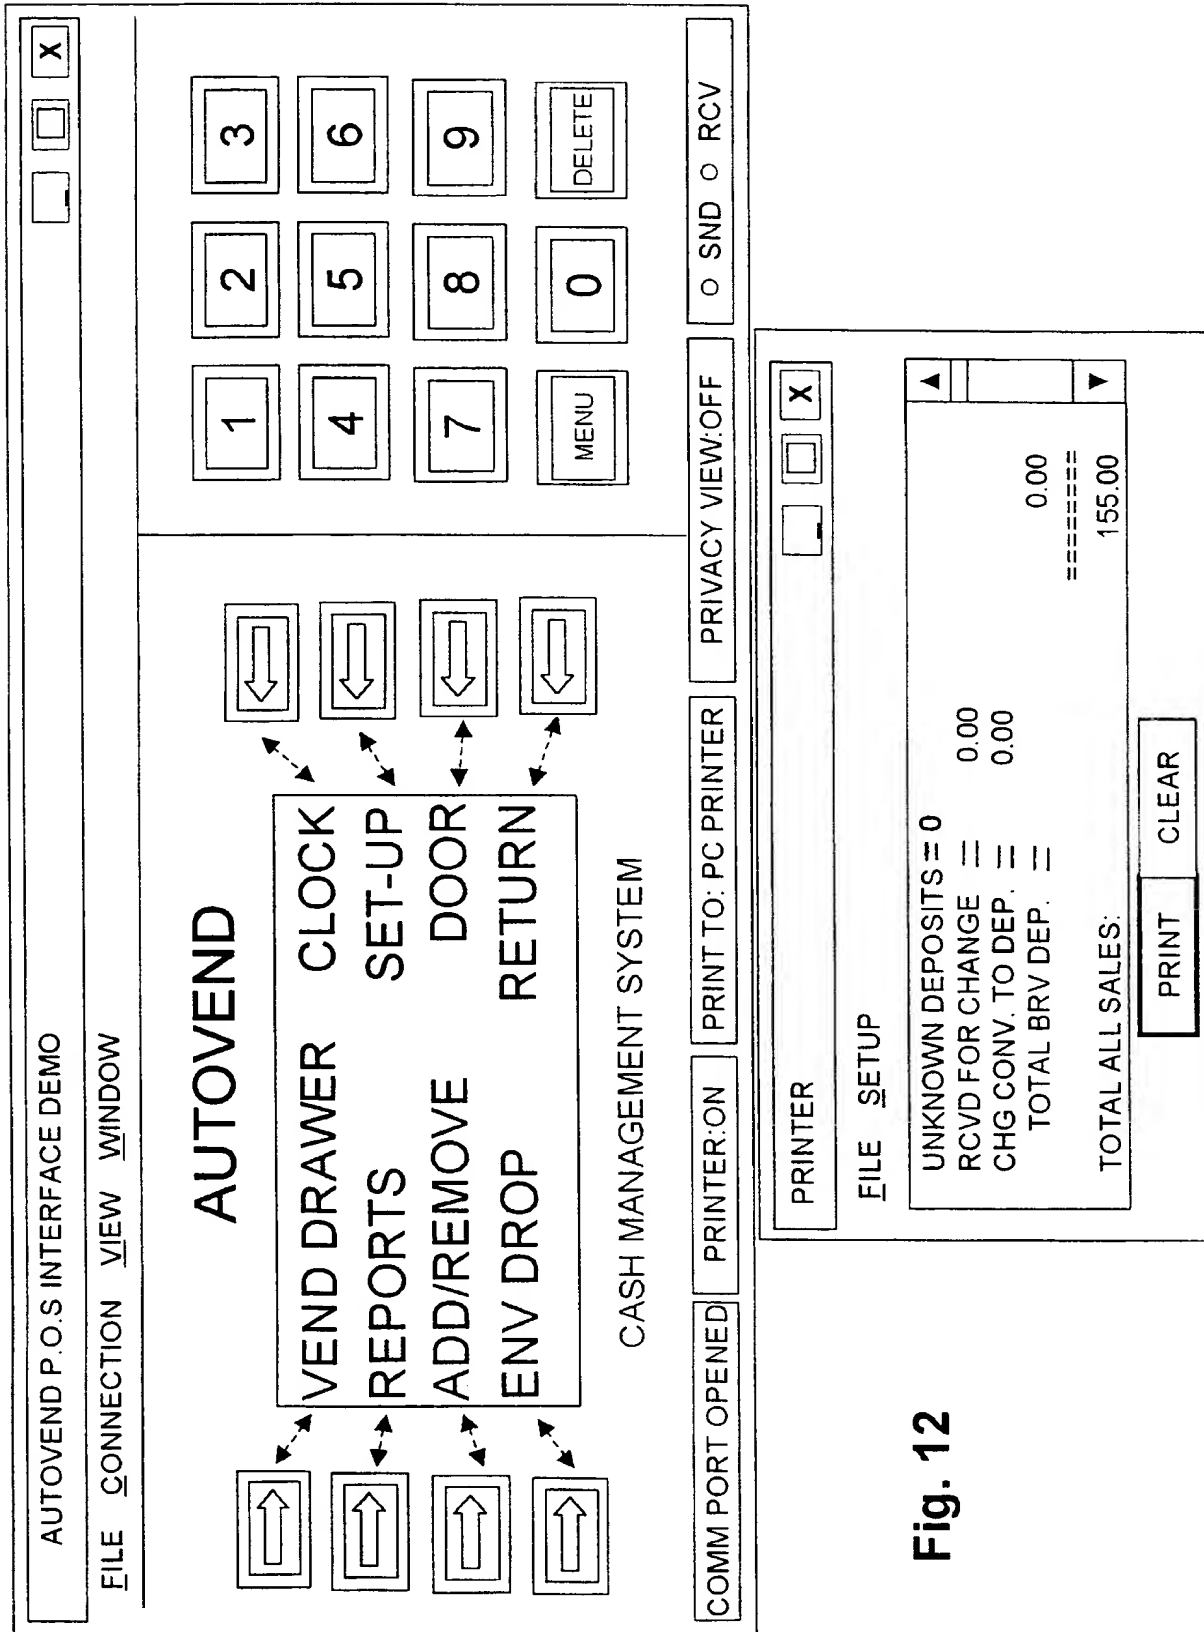 AUTOVEND P.O.S INTERFACE DEMO X
FILE CONNECTION VIEW WINDOW
AUTOVEND
VEND DRAWER CLOCK
REPORTS SET-UP
ADD/REMOVE DOOR
ENV DROP RETURN
CASH MANAGEMENT SYSTEM
1 2 3
4 5 6
7 8 9
MENU 0 DELETE
COMM PORT OPENED PRINTER:ON PRINT TO: PC PRINTER PRIVACY VIEW:OFF O SND O RCV
PRINTER X
FILE SETUP
UNKNOWN DEPOSITS = 0
RCVD FOR CHANGE = 0.00
CHG CONV. TO DEP. = 0.00
TOTAL BRV DEP. = 0.00
=======
TOTAL ALL SALES: 155.00
PRINT CLEAR
Fig. 12